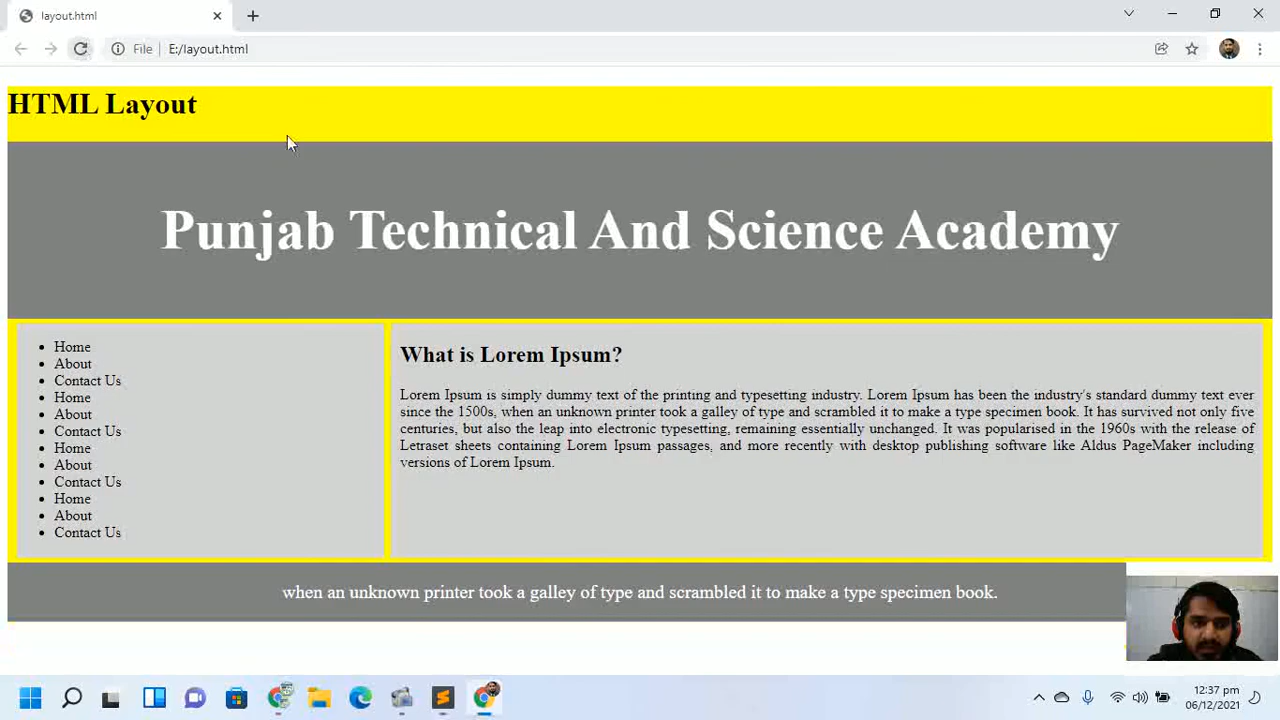 layout.html
File | E:/layout.html
HTML Layout
Punjab Technical And Science Academy
Home
About
Contact Us
Home
About
Contact Us
Home
About
Contact Us
Home
About
Contact Us
What is Lorem Ipsum?
Lorem Ipsum is simply dummy text of the printing and typesetting industry. Lorem Ipsum has been the industry's standard dummy text ever
since the 1500s, when an unknown printer took a galley of type and scrambled it to make a type specimen book. It has survived not only five
centuries, but also the leap into electronic typesetting, remaining essentially unchanged. It was popularised in the 1960s with the release of
Letraset sheets containing Lorem Ipsum passages, and more recently with desktop publishing software like Aldus PageMaker including
versions of Lorem Ipsum.
when an unknown printer took a galley of type and scrambled it to make a type specimen book.
12:37 pm
06/12/2021